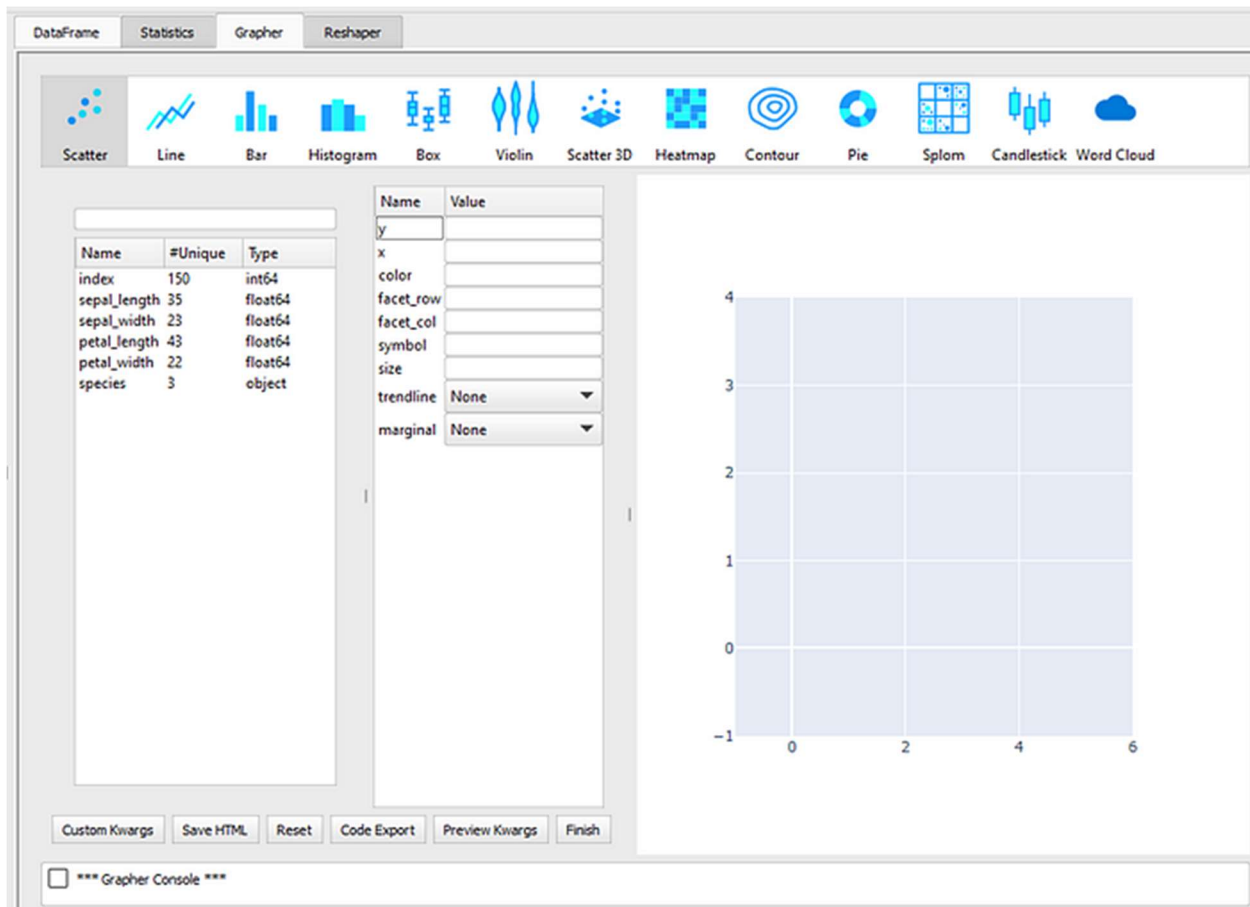 DataFrame Statistics Grapher Reshaper
Scatter Line Bar Histogram Box Violin Scatter 3D Heatmap Contour Pie Splom Candlestick Word Cloud
Name #Unique Type
index 150 int64
sepal_length 35 float64
sepal_width 23 float64
petal_length 43 float64
petal_width 22 float64
species 3 object
Name Value
y
x
color
facet_row
facet_col
symbol
size
trendline None
marginal None
4
3
2
1
0
−1
0 2 4 6
Custom Kwargs Save HTML Reset Code Export Preview Kwargs Finish
*** Grapher Console ***